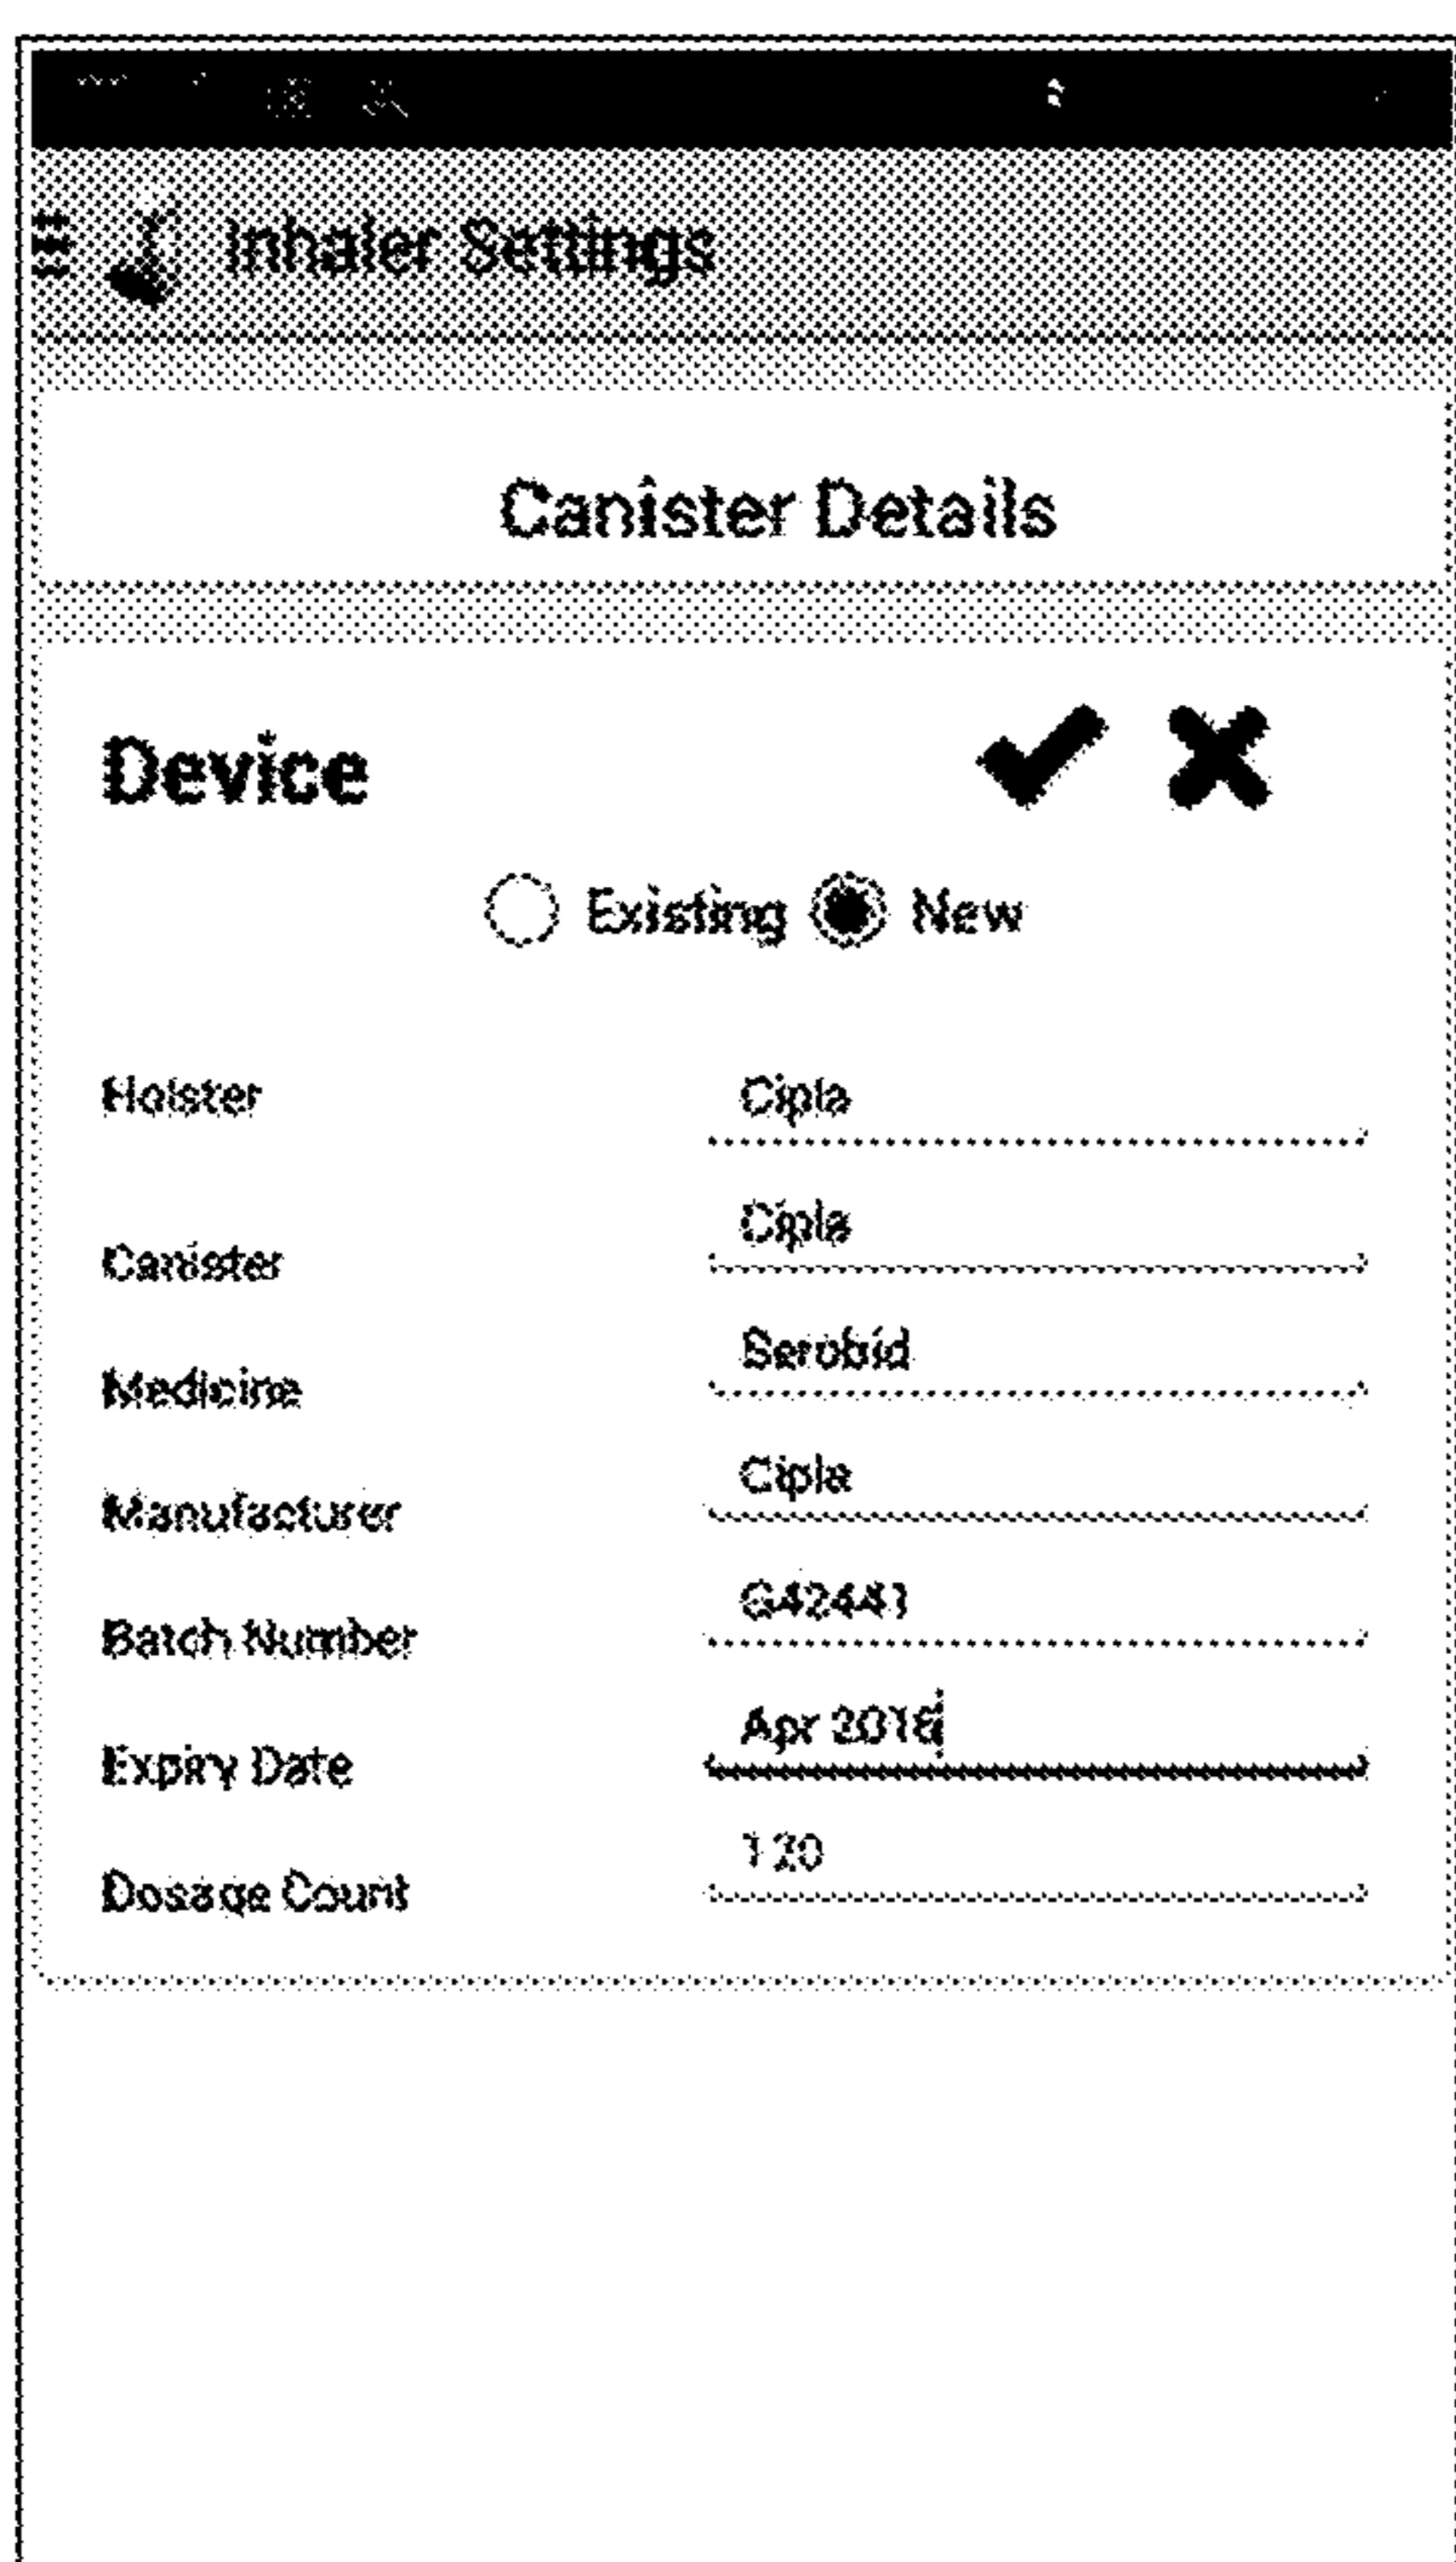 Inhaler Settings
Canister Details
Device
Existing New
Holster Cipla
Canister Cipla
Medicine Serobid
Manufacturer Cipla
Batch Number G42441
Expiry Date Apr 2016
Dosage Count 120